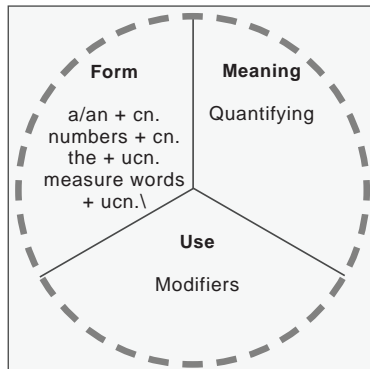 Form
a/an + cn.
numbers + cn.
the + ucn.
measure words
+ ucn.\
Meaning
Quantifying
Use
Modifiers